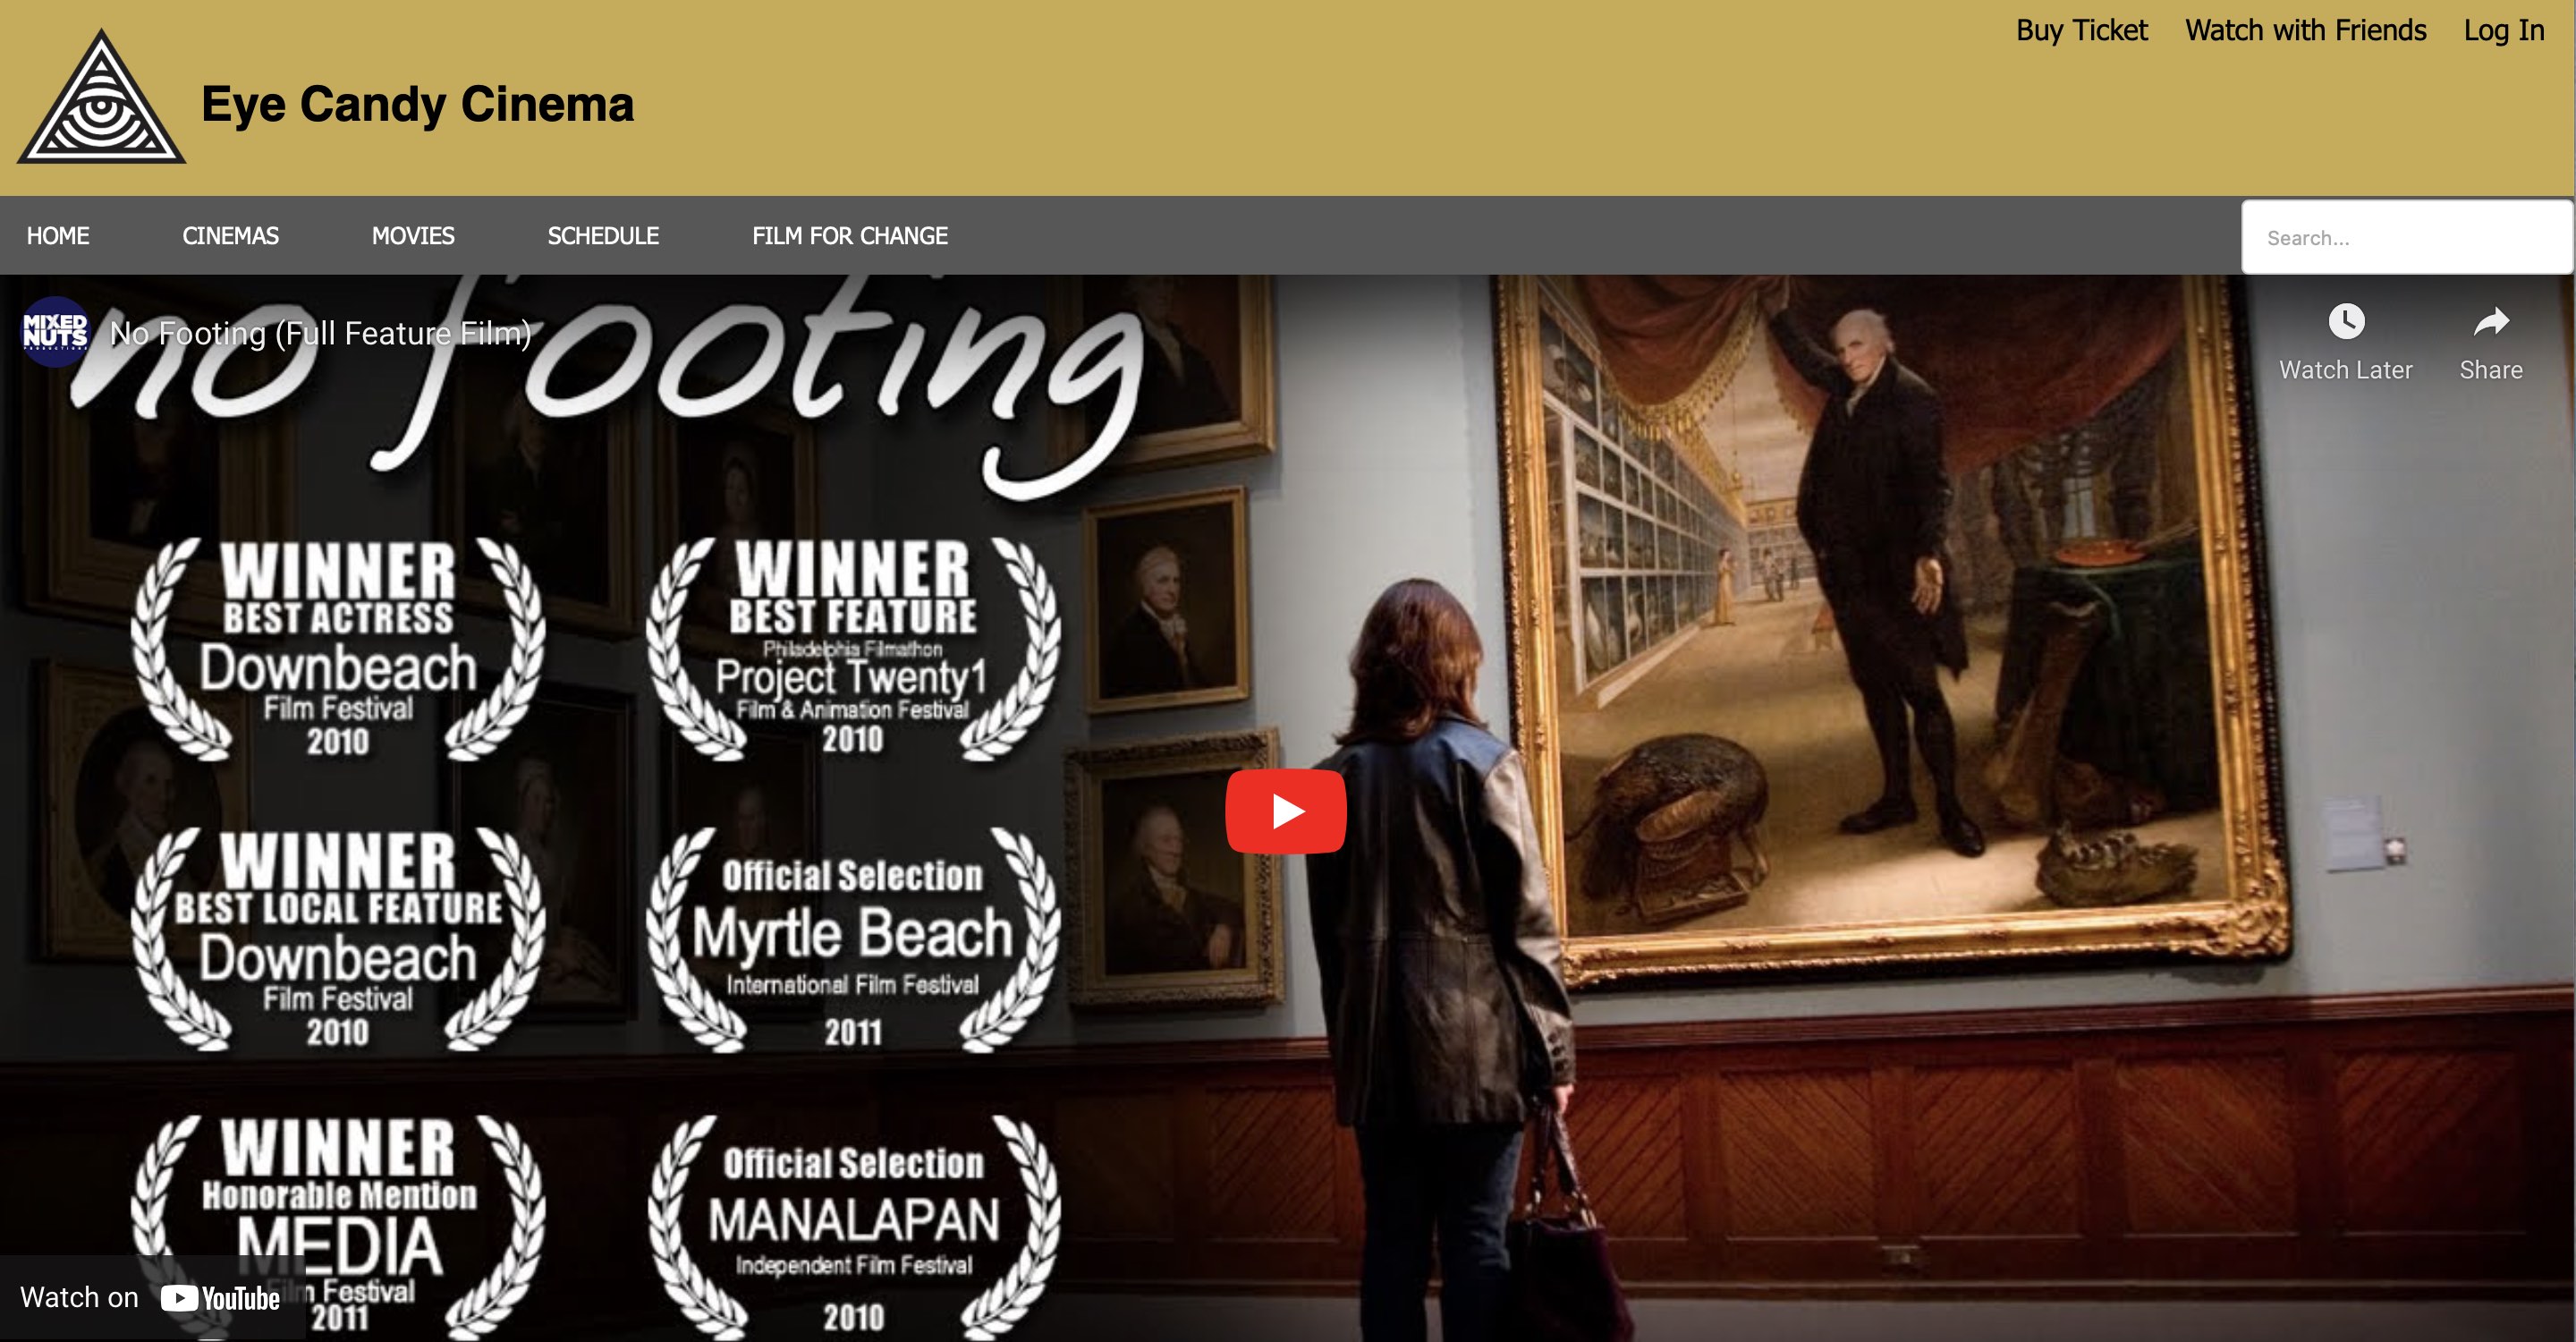 Buy Ticket Watch with Friends Log In
Eye Candy Cinema
HOME CINEMAS MOVIES SCHEDULE FILM FOR CHANGE Search...
no footing
MIXED NUTS
No Footing (Full Feature Film)
Watch Later Share
WINNER
BEST ACTRESS
Downbeach
Film Festival
2010
WINNER
BEST FEATURE
Philadelphia Filmathon
Project Twenty1
Film & Animation Festival
2010
WINNER
BEST LOCAL FEATURE
Downbeach
Film Festival
2010
Official Selection
Myrtle Beach
International Film Festival
2011
WINNER
Honorable Mention
MEDIA
Film Festival
2011
Official Selection
MANALAPAN
Independent Film Festival
2010
Watch on YouTube